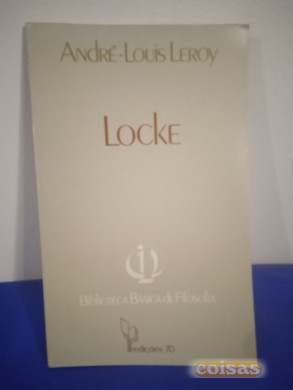 André-Louis Leroy
Locke
Biblioteca Básica de Filosofia
edições 70
coisas